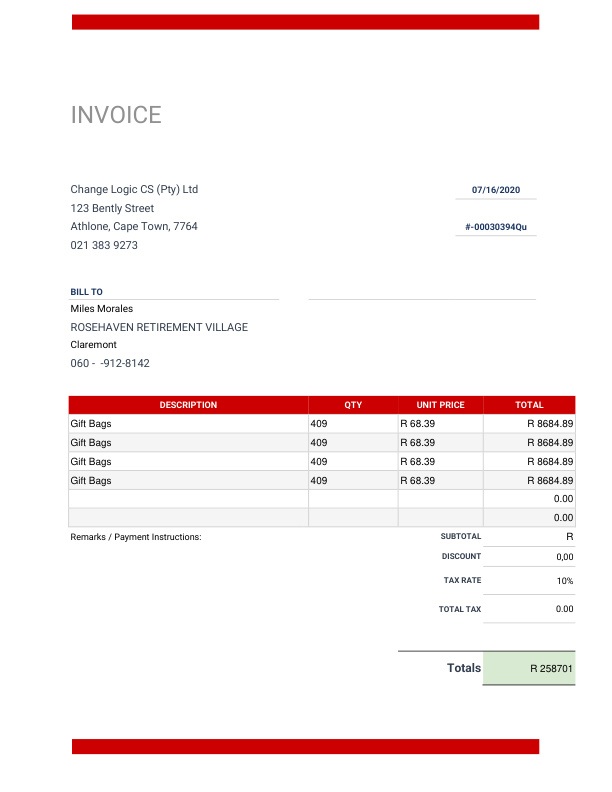 INVOICE
Change Logic CS (Pty) Ltd
07/16/2020
123 Bently Street
Athlone, Cape Town, 7764
#-00030394Qu
021 383 9273
BILL TO
Miles Morales
ROSEHAVEN RETIREMENT VILLAGE
Claremont
060 - -912-8142
DESCRIPTION QTY UNIT PRICE TOTAL
Gift Bags 409 R 68.39 R 8684.89
Gift Bags 409 R 68.39 R 8684.89
Gift Bags 409 R 68.39 R 8684.89
Gift Bags 409 R 68.39 R 8684.89
0.00
0.00
Remarks / Payment Instructions: SUBTOTAL R
DISCOUNT 0,00
TAX RATE 10%
TOTAL TAX 0.00
Totals R 258701